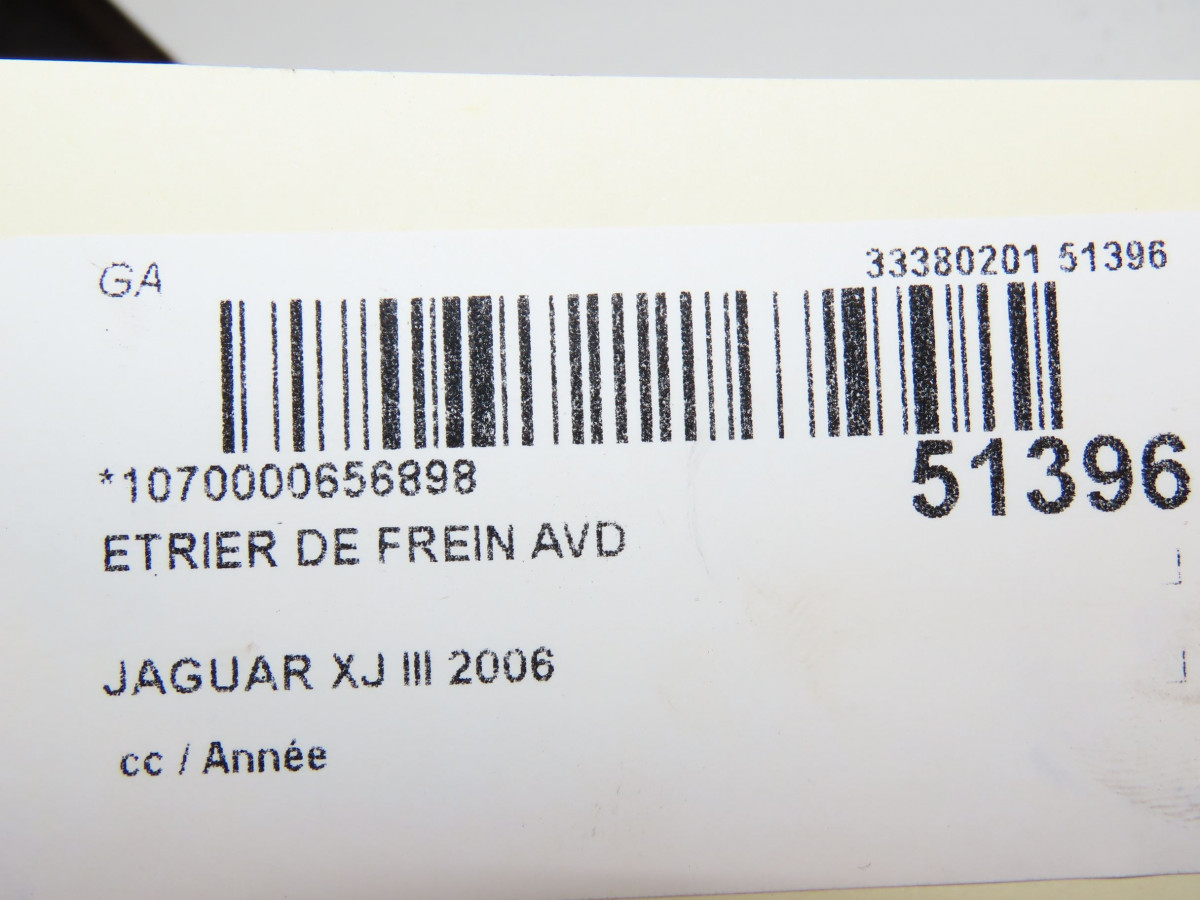 GA
33380201 51396
*1070000656898
51396
ETRIER DE FREIN AVD
JAGUAR XJ III 2006
cc / Année